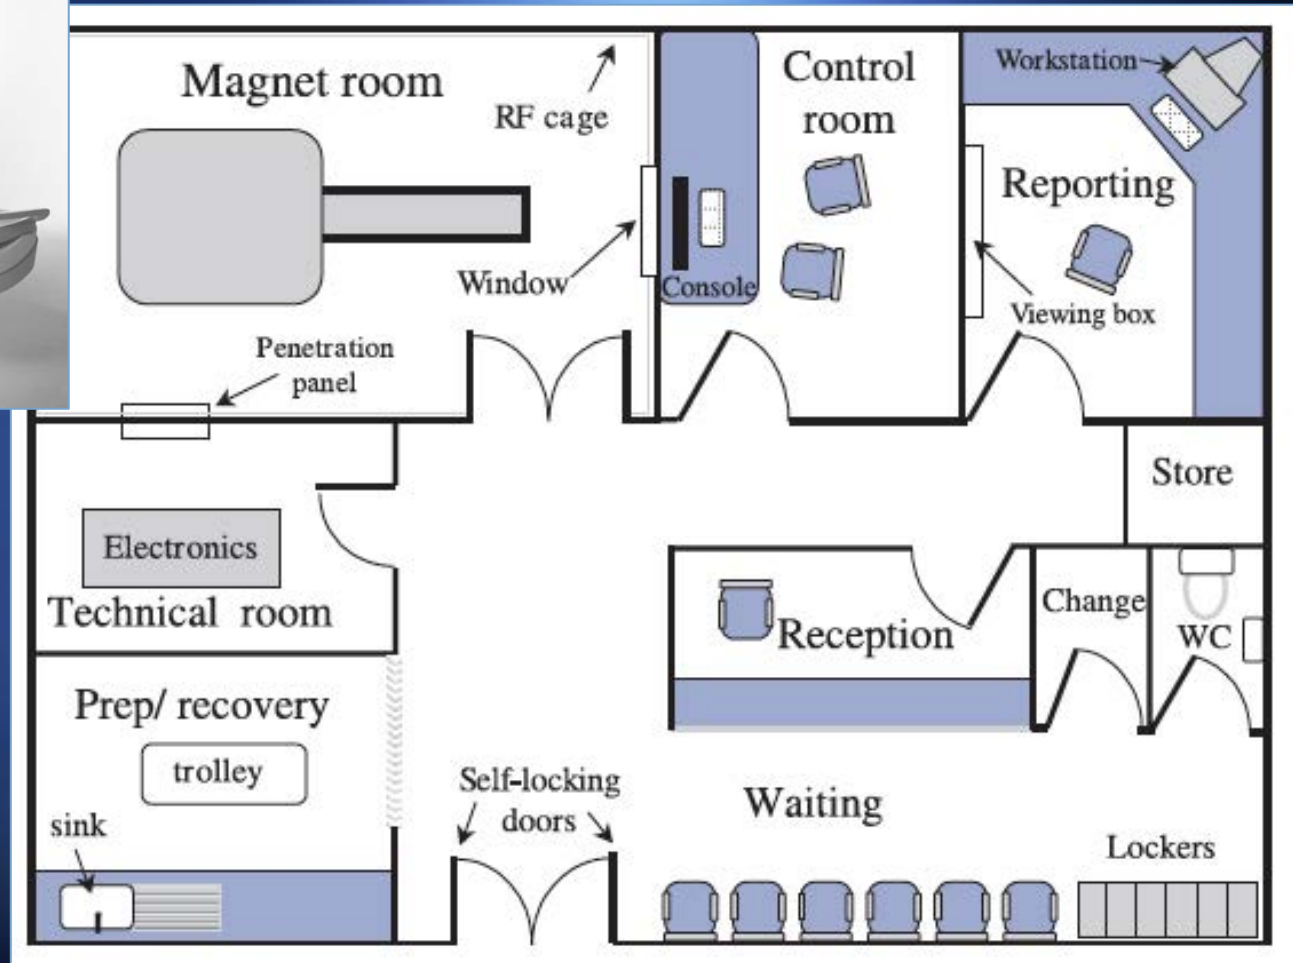 Magnet room
RF cage
Control
room
Workstation
Reporting
Window
Console
Viewing box
Penetration
panel
Store
Electronics
Technical room
Change
Reception
WC
Prep/ recovery
trolley
Self-locking
doors
Waiting
sink
Lockers